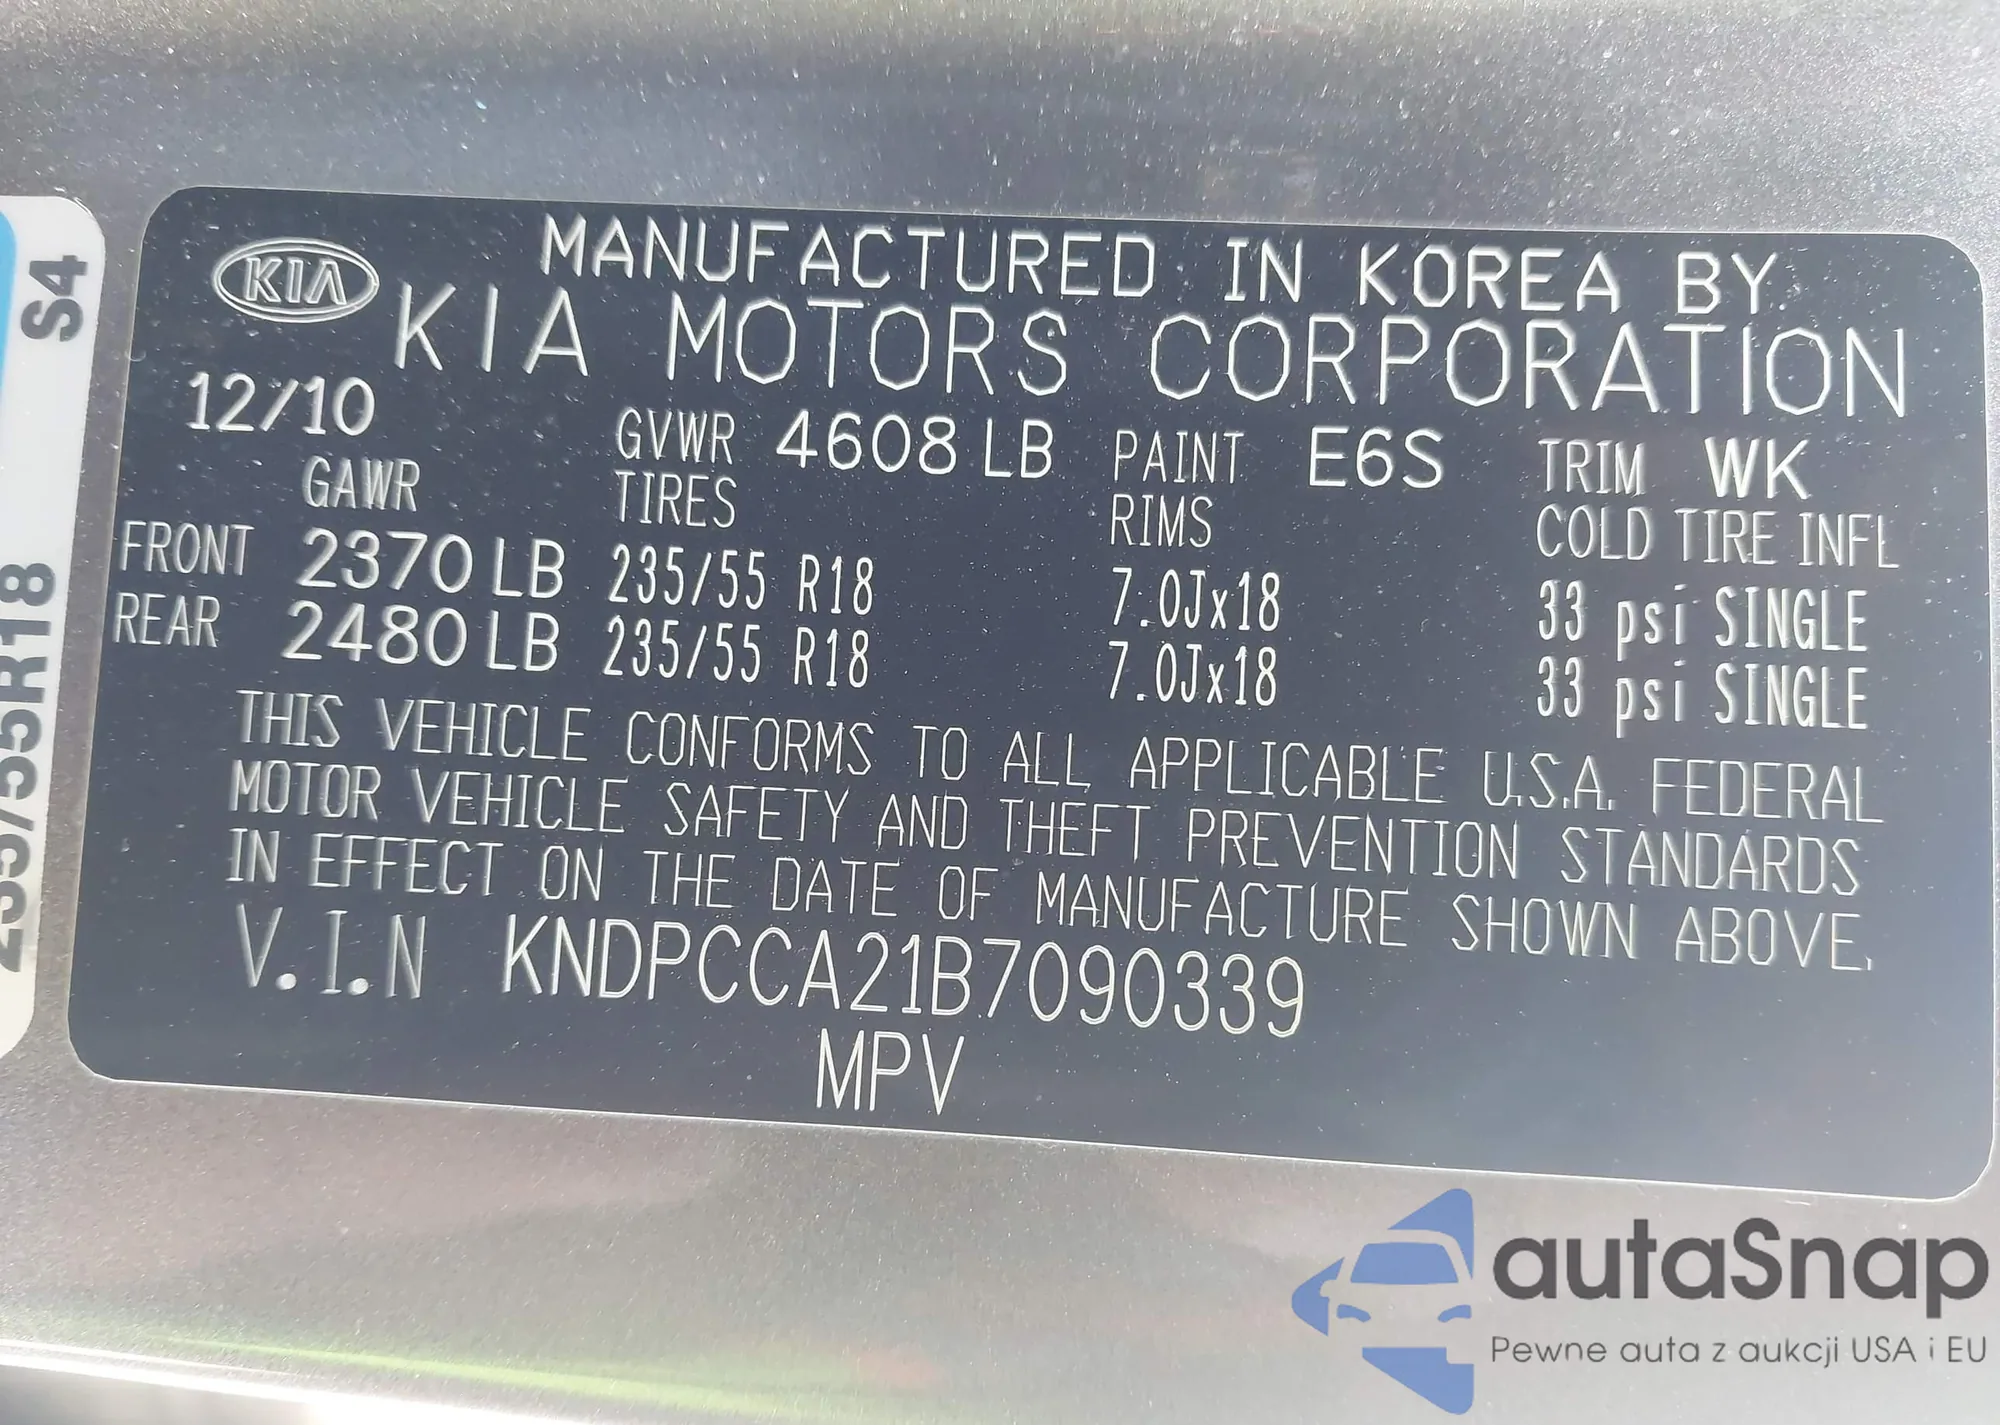 S4
235/55R18
KIA
MANUFACTURED IN KOREA BY
KIA MOTORS CORPORATION
12/10 GVWR 4608 LB PAINT E6S TRIM WK
GAWR TIRES RIMS COLD TIRE INFL
FRONT 2370 LB 235/55 R18 7.0Jx18 33 psi SINGLE
REAR 2480 LB 235/55 R18 7.0Jx18 33 psi SINGLE
THIS VEHICLE CONFORMS TO ALL APPLICABLE U.S.A. FEDERAL
MOTOR VEHICLE SAFETY AND THEFT PREVENTION STANDARDS
IN EFFECT ON THE DATE OF MANUFACTURE SHOWN ABOVE.
V.I.N KNDPCCA21B7090339
MPV
autaSnap
Pewne auta z aukcji USA i EU